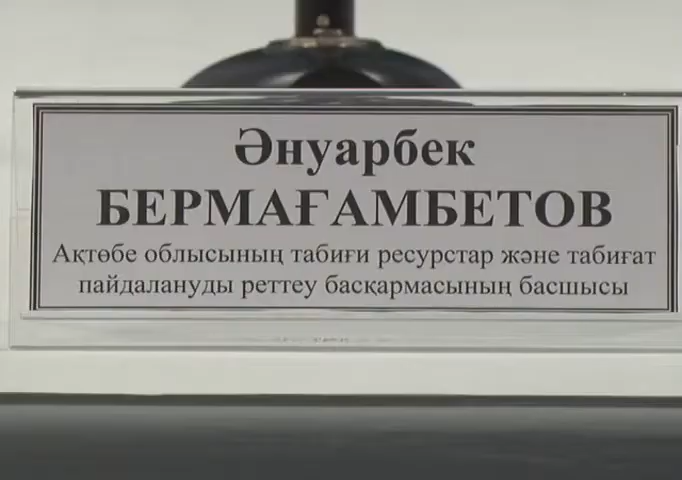 Әнуарбек
БЕРМАҒАМБЕТОВ
Ақтөбе облысының табиғи ресурстар және табиғат
пайдалануды реттеу басқармасының басшысы